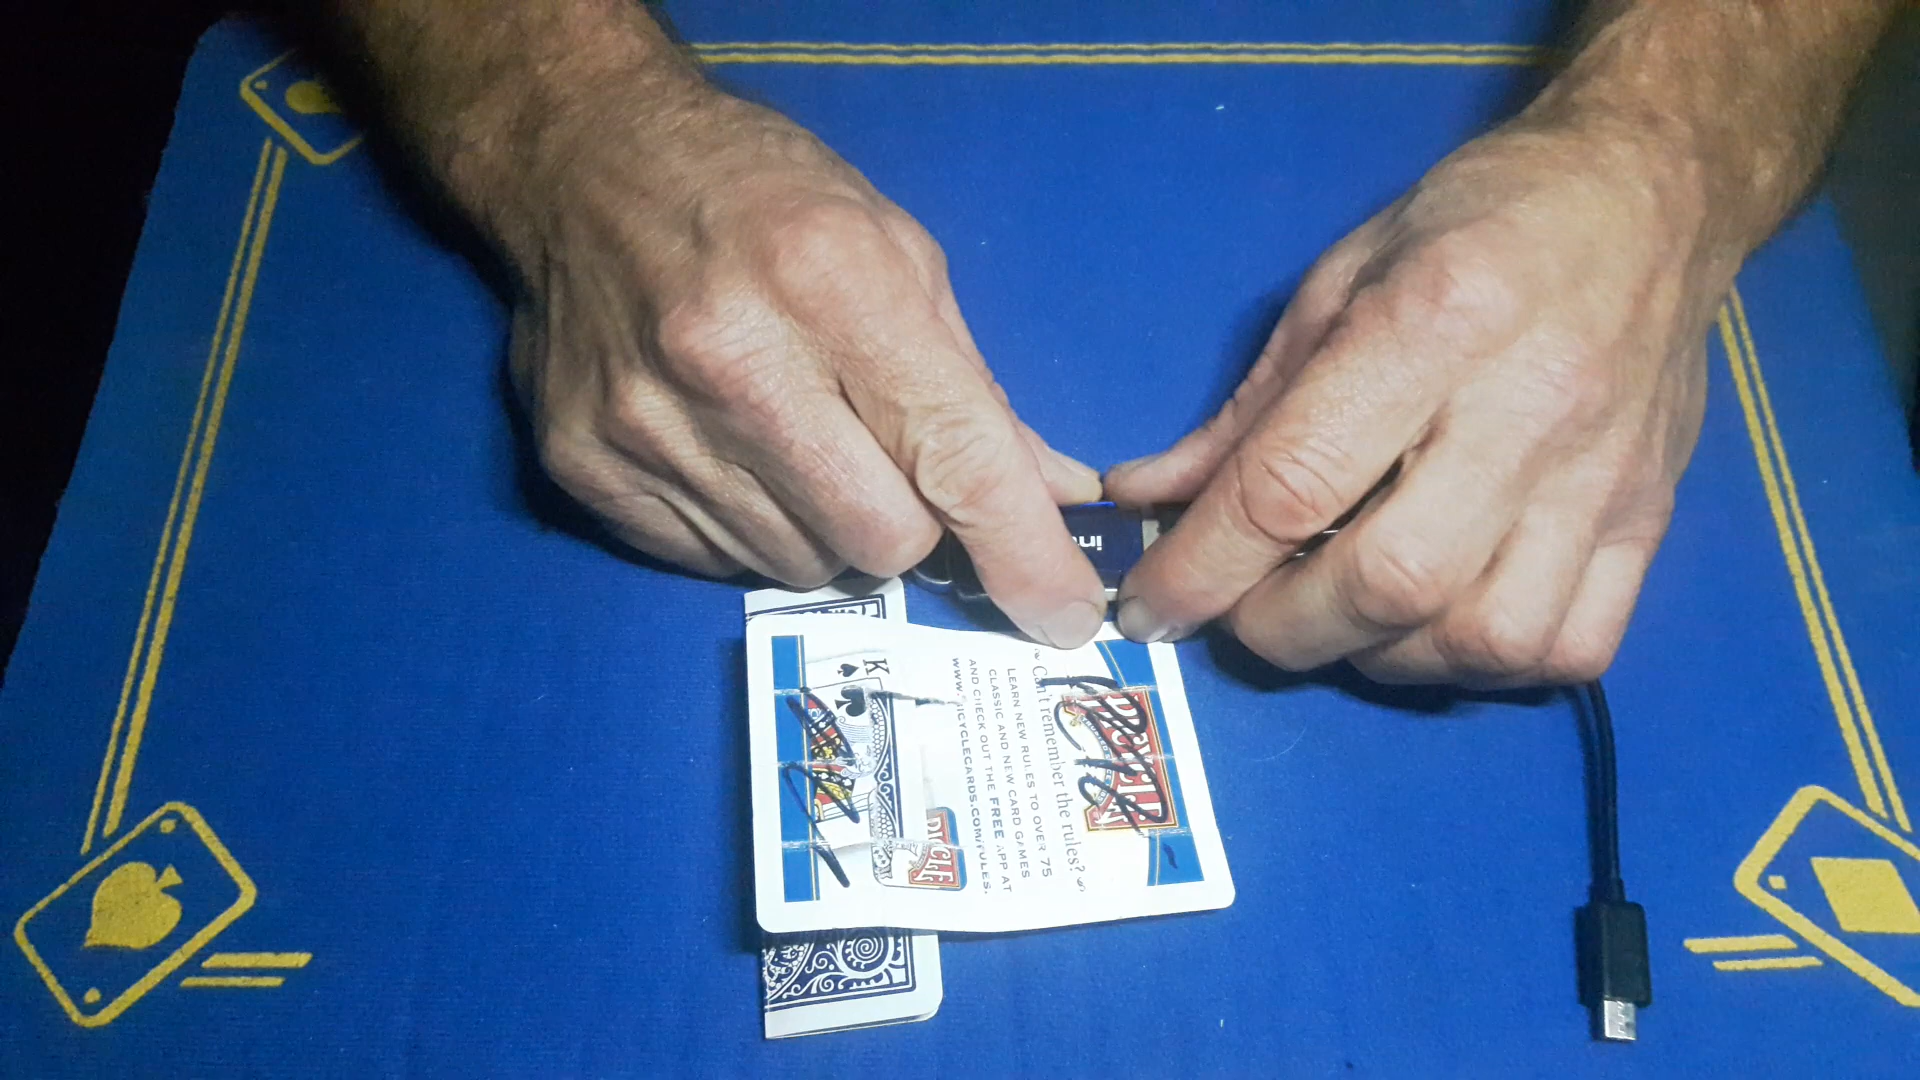 in
K
Can't remember the rules?
LEARN NEW RULES TO OVER 75
CLASSIC AND NEW CARD GAMES
AND CHECK OUT THE FREE APP AT
WWW.BICYCLECARDS.COM/RULES.